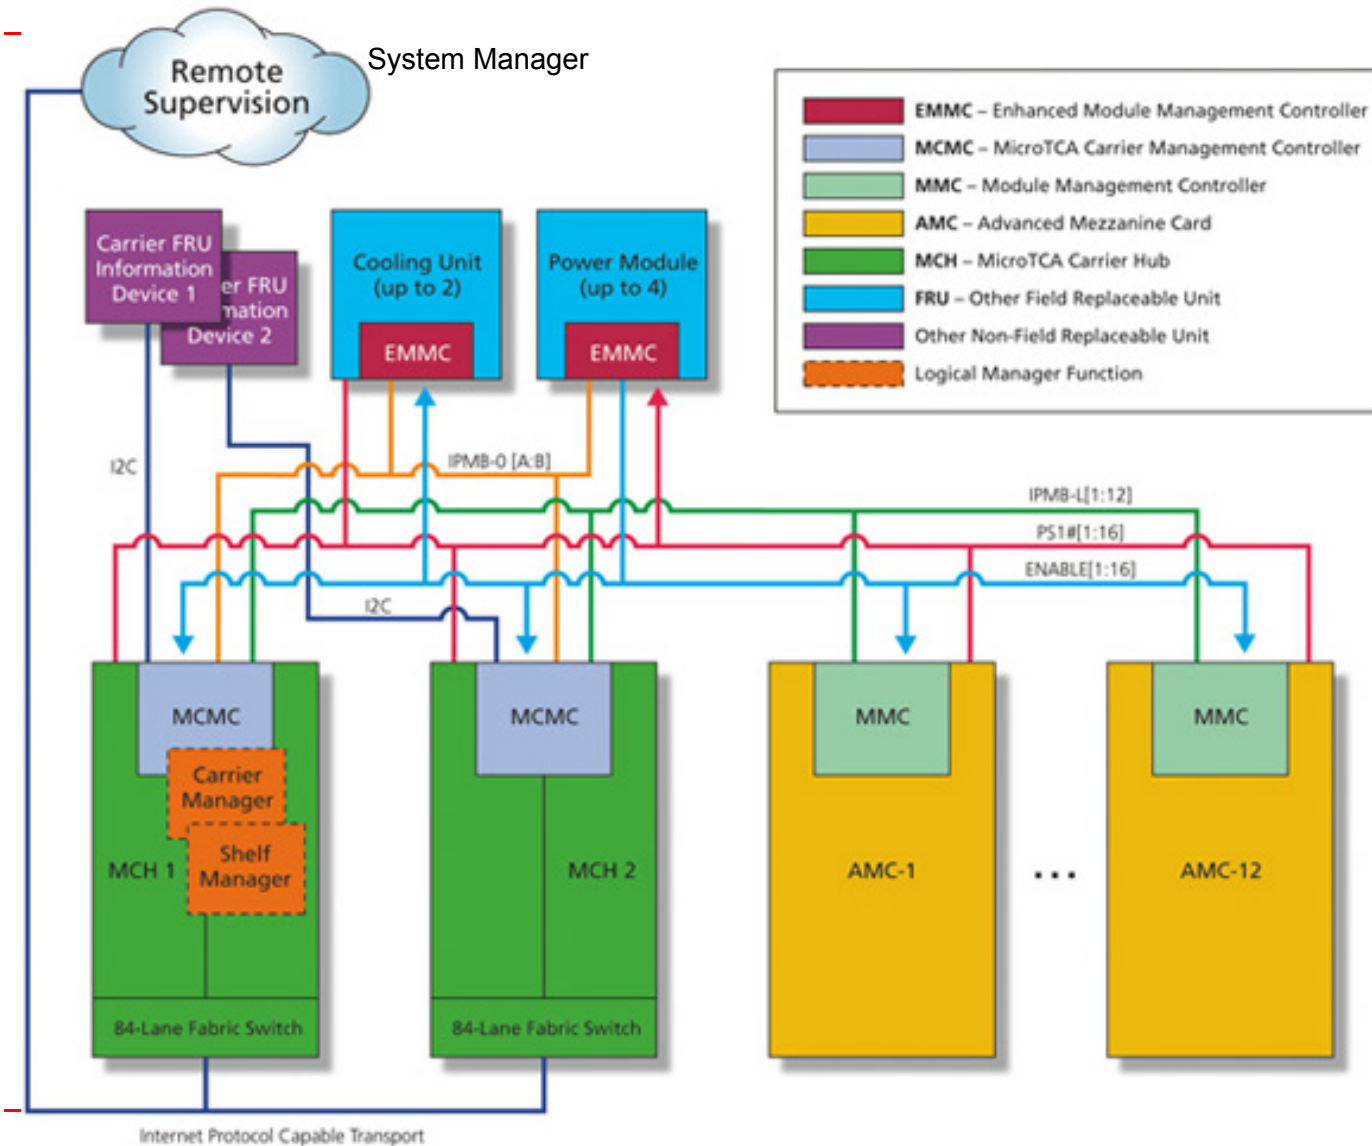 Remote
Supervision
System Manager
EMMC – Enhanced Module Management Controller
MCMC – MicroTCA Carrier Management Controller
MMC – Module Management Controller
AMC – Advanced Mezzanine Card
MCH – MicroTCA Carrier Hub
FRU – Other Field Replaceable Unit
Other Non-Field Replaceable Unit
Logical Manager Function
Carrier FRU
Information
Device 1
er FRU
mation
Device 2
Cooling Unit
(up to 2)
EMMC
Power Module
(up to 4)
EMMC
I2C
IPMB-0 [A:B]
IPMB-L[1:12]
PS1#[1:16]
ENABLE[1:16]
I2C
MCMC
Carrier
Manager
Shelf
Manager
MCH 1
84-Lane Fabric Switch
MCMC
MCH 2
84-Lane Fabric Switch
MMC
AMC-1
...
MMC
AMC-12
Internet Protocol Capable Transport